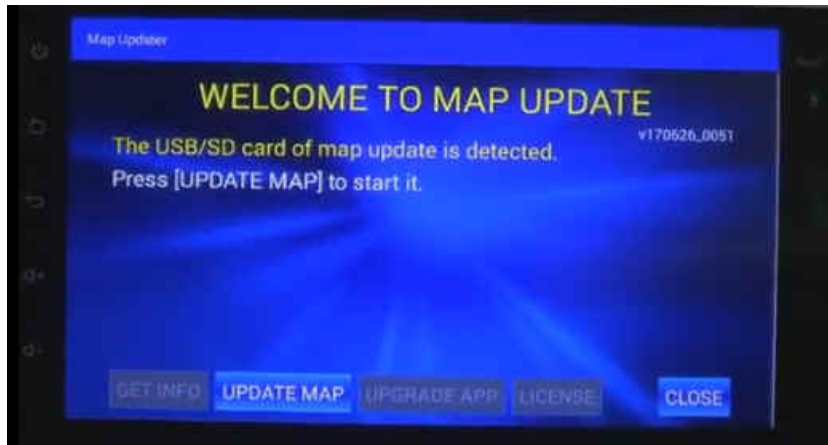 Map Updater
WELCOME TO MAP UPDATE
v170626_0051
The USB/SD card of map update is detected.
Press [UPDATE MAP] to start it.
GET INFO UPDATE MAP UPGRADE APP LICENSE CLOSE